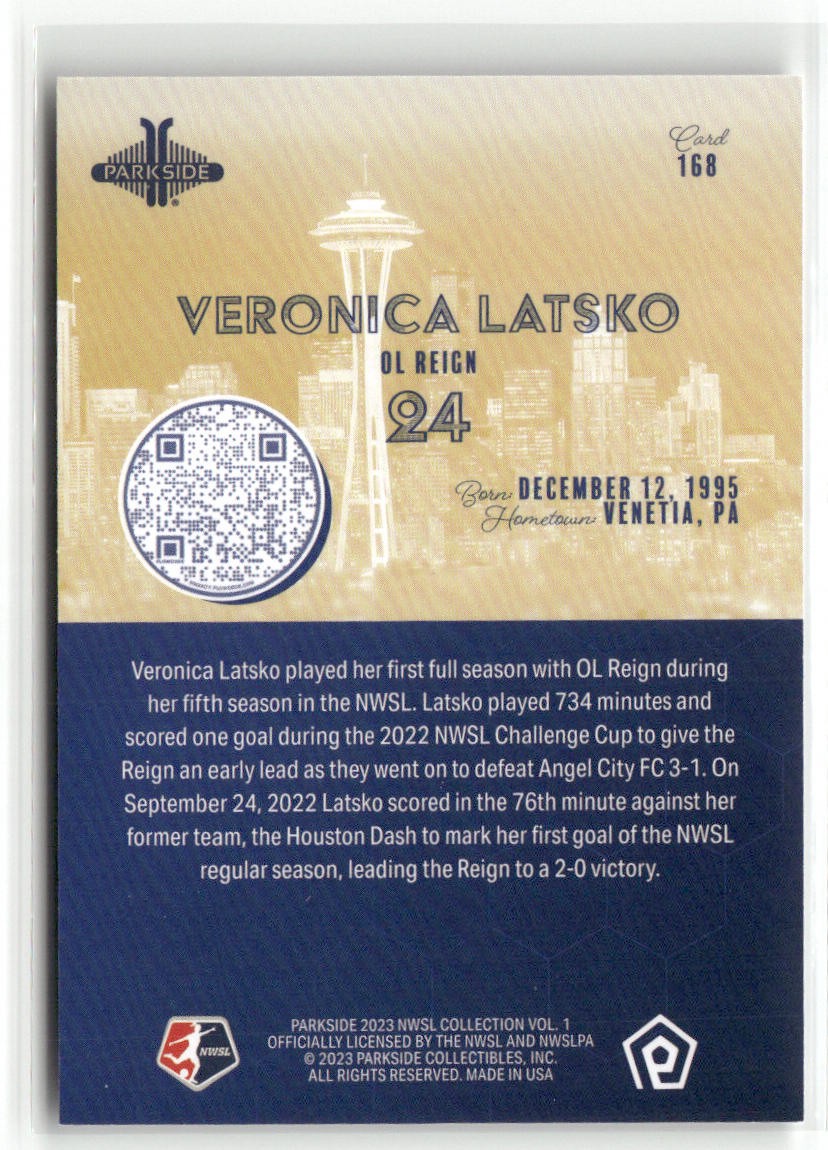 PARKSIDE
®
Card
168
VERONICA LATSKO
OL REIGN
24
Born: DECEMBER 12, 1995
Hometown: VENETIA, PA
Veronica Latsko played her first full season with OL Reign during
her fifth season in the NWSL. Latsko played 734 minutes and
scored one goal during the 2022 NWSL Challenge Cup to give the
Reign an early lead as they went on to defeat Angel City FC 3-1. On
September 24, 2022 Latsko scored in the 76th minute against her
former team, the Houston Dash to mark her first goal of the NWSL
regular season, leading the Reign to a 2-0 victory.
NWSL
PARKSIDE 2023 NWSL COLLECTION VOL. 1
OFFICIALLY LICENSED BY THE NWSL AND NWSLPA
© 2023 PARKSIDE COLLECTIBLES, INC.
ALL RIGHTS RESERVED. MADE IN USA